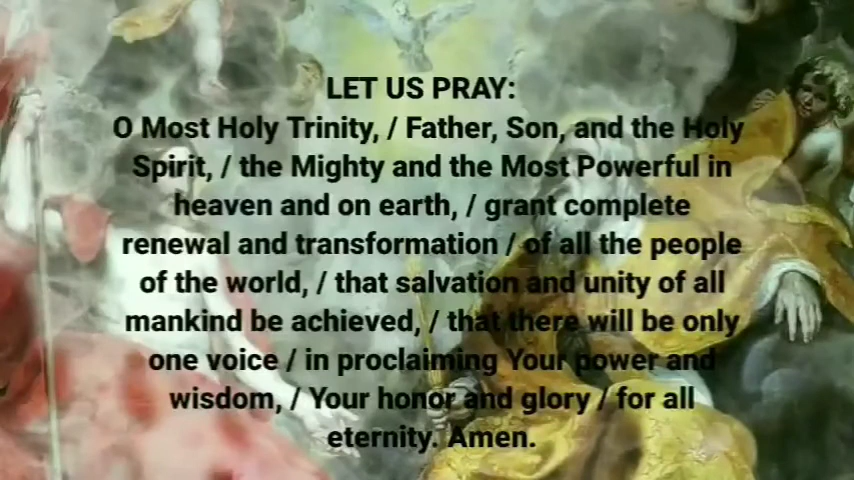 LET US PRAY:
O Most Holy Trinity, / Father, Son, and the Holy
Spirit, / the Mighty and the Most Powerful in
heaven and on earth, / grant complete
renewal and transformation / of all the people
of the world, / that salvation and unity of all
mankind be achieved, / that there will be only
one voice / in proclaiming Your power and
wisdom, / Your honor and glory / for all
eternity. Amen.